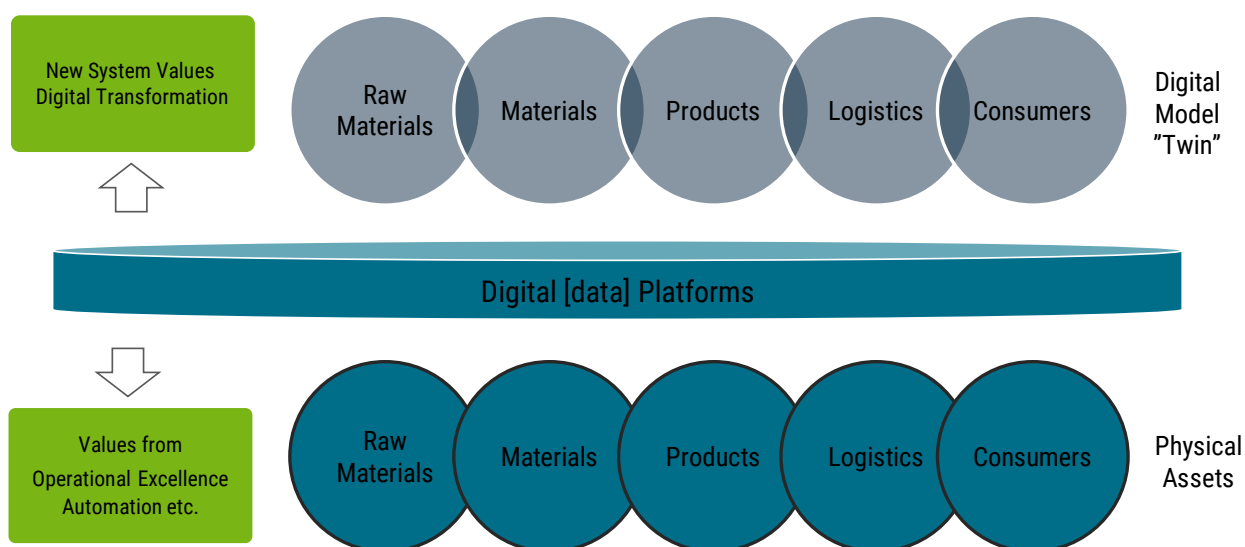 New System Values
Digital Transformation
Raw
Materials
Materials
Products
Logistics
Consumers
Digital
Model
”Twin”
Digital [data] Platforms
Values from
Operational Excellence
Automation etc.
Raw
Materials
Materials
Products
Logistics
Consumers
Physical
Assets